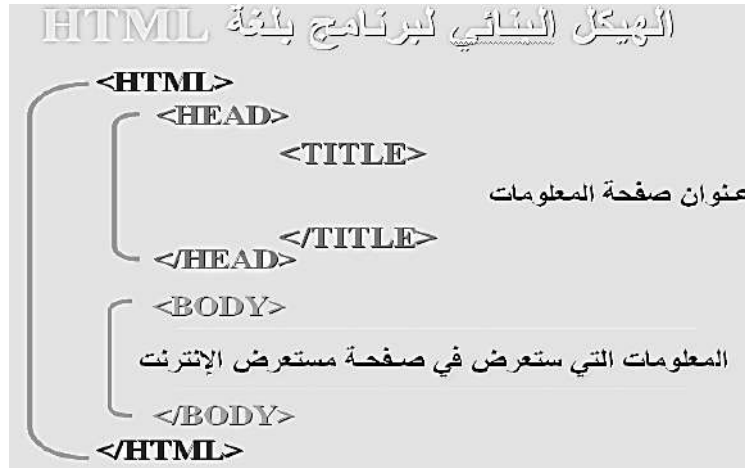 الهيكل البنائي لبرنامج بلغة HTML
<HTML>
<HEAD>
<TITLE>
عنوان صفحة المعلومات
</TITLE>
</HEAD>
<BODY>
المعلومات التي ستعرض في صفحة مستعرض الإنترنت
</BODY>
</HTML>